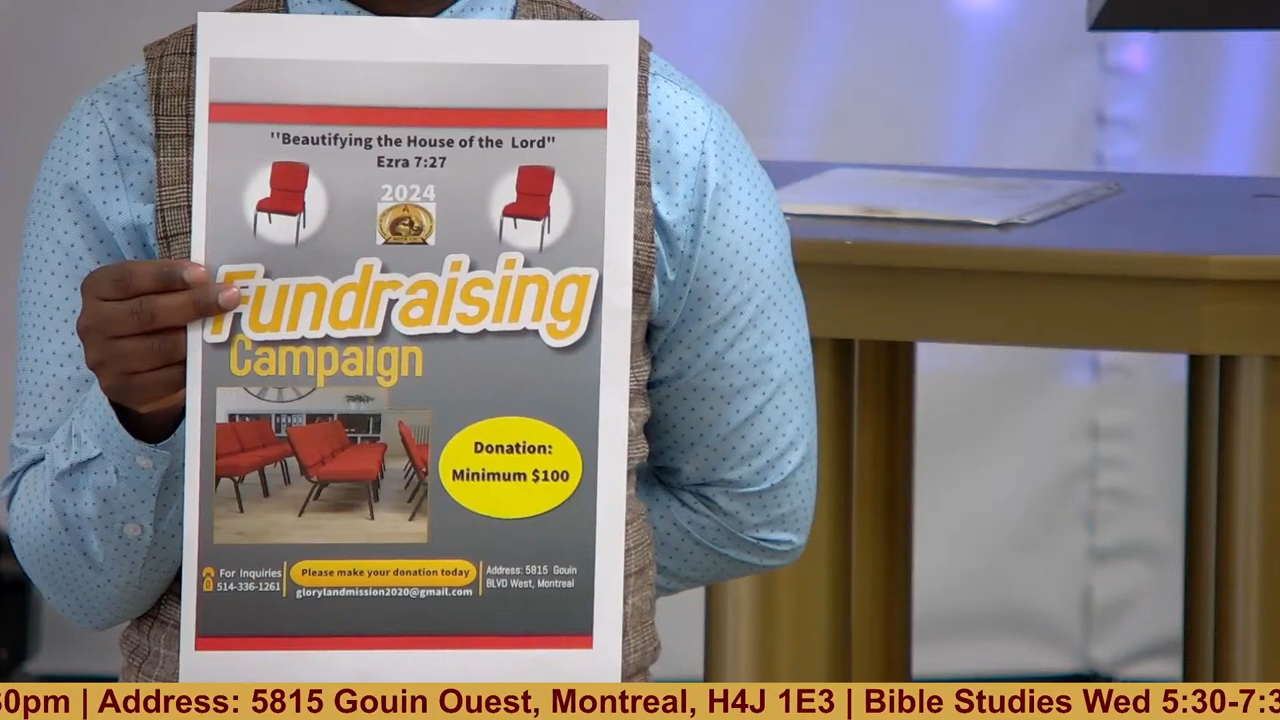 "Beautifying the House of the Lord"
Ezra 7:27
2024
Fundraising
Campaign
Donation:
Minimum $100
For Inquiries
514-336-1261
Please make your donation today
glorylandmission2020@gmail.com
Address: 5815 Gouin
BLVD West, Montreal
0pm | Address: 5815 Gouin Ouest, Montreal, H4J 1E3 | Bible Studies Wed 5:30-7:3